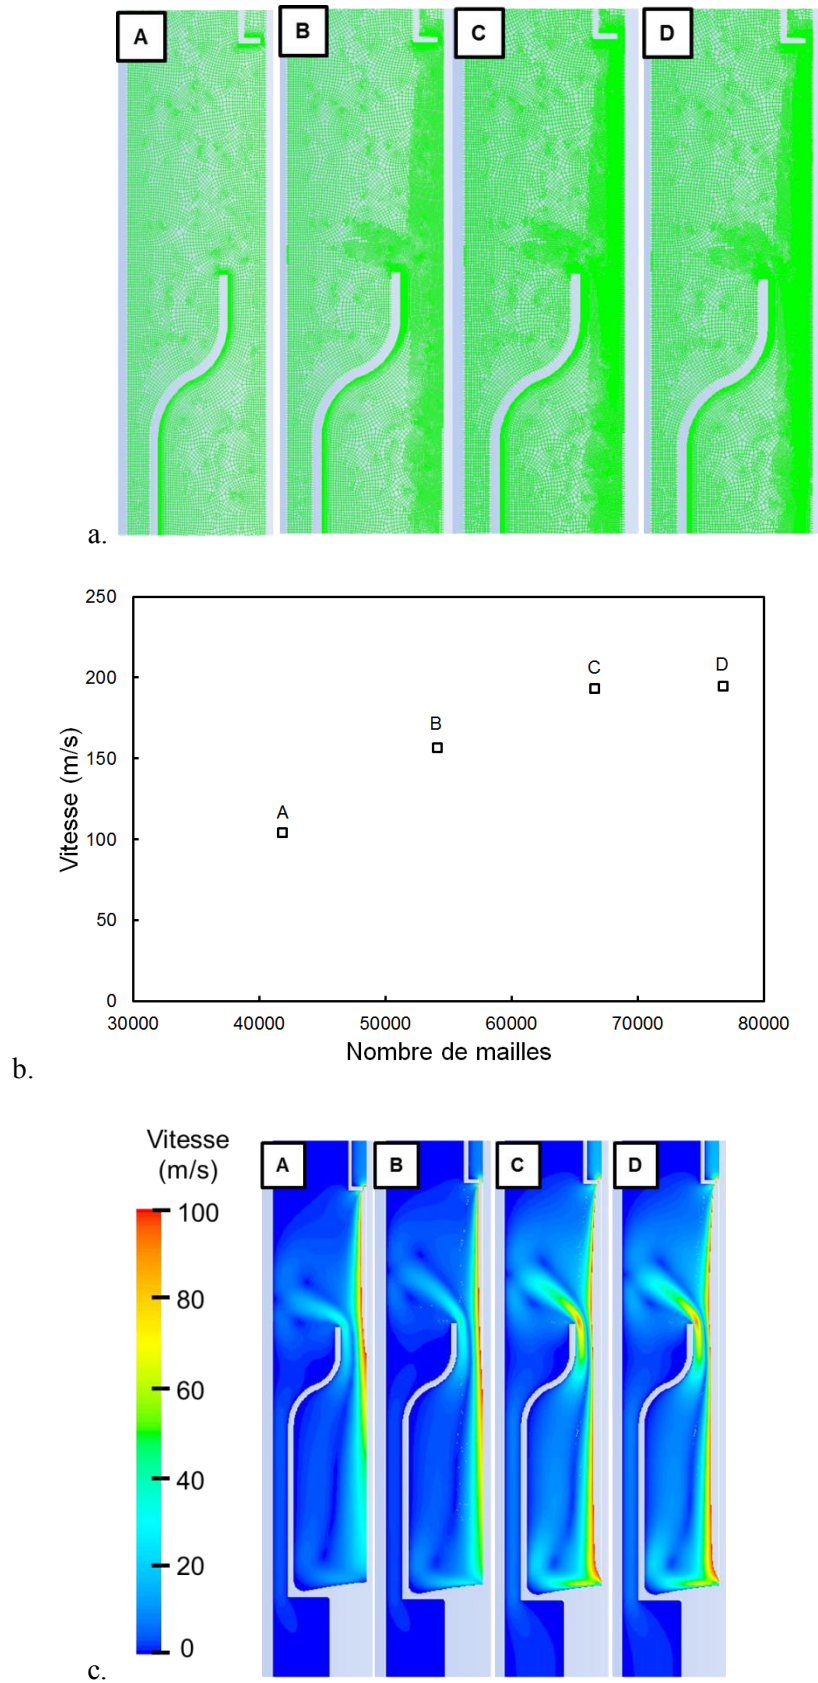 A B C D
a.
250
200
150
100
50
0
Vitesse (m/s)
A
B
C
D
30000 40000 50000 60000 70000 80000
Nombre de mailles
b.
Vitesse
(m/s)
A B C D
100
80
60
40
20
0
c.